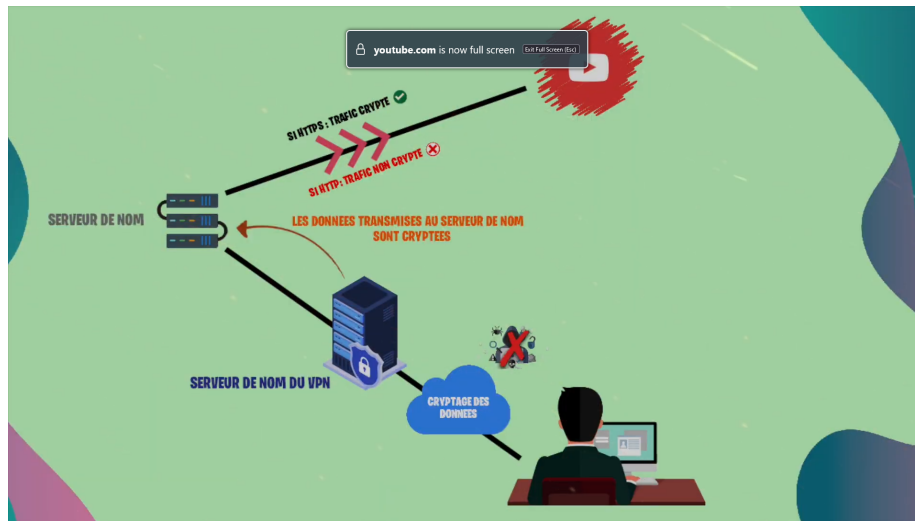 youtube.com is now full screen
Exit Full Screen (Esc)
SI HTTPS : TRAFIC CRYPTE
SI HTTP: TRAFIC NON CRYPTE
SERVEUR DE NOM
LES DONNEES TRANSMISES AU SERVEUR DE NOM
SONT CRYPTEES
SERVEUR DE NOM DU VPN
CRYPTAGE DES
DONNEES